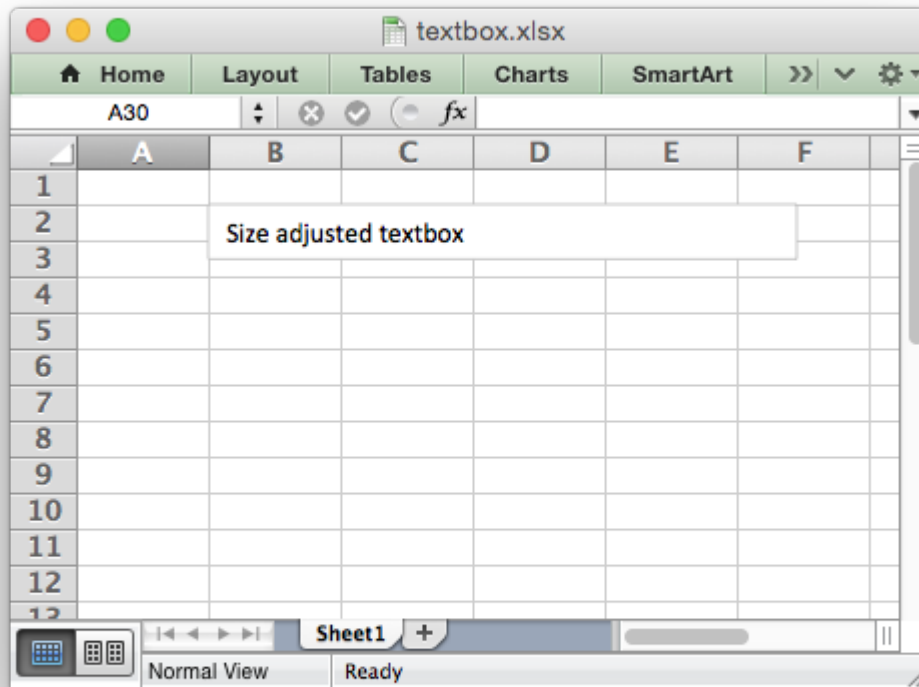 textbox.xlsx
Home Layout Tables Charts SmartArt
A30 fx
A B C D E F
1
2
Size adjusted textbox
3
4
5
6
7
8
9
10
11
12
13
Sheet1 +
Normal View Ready